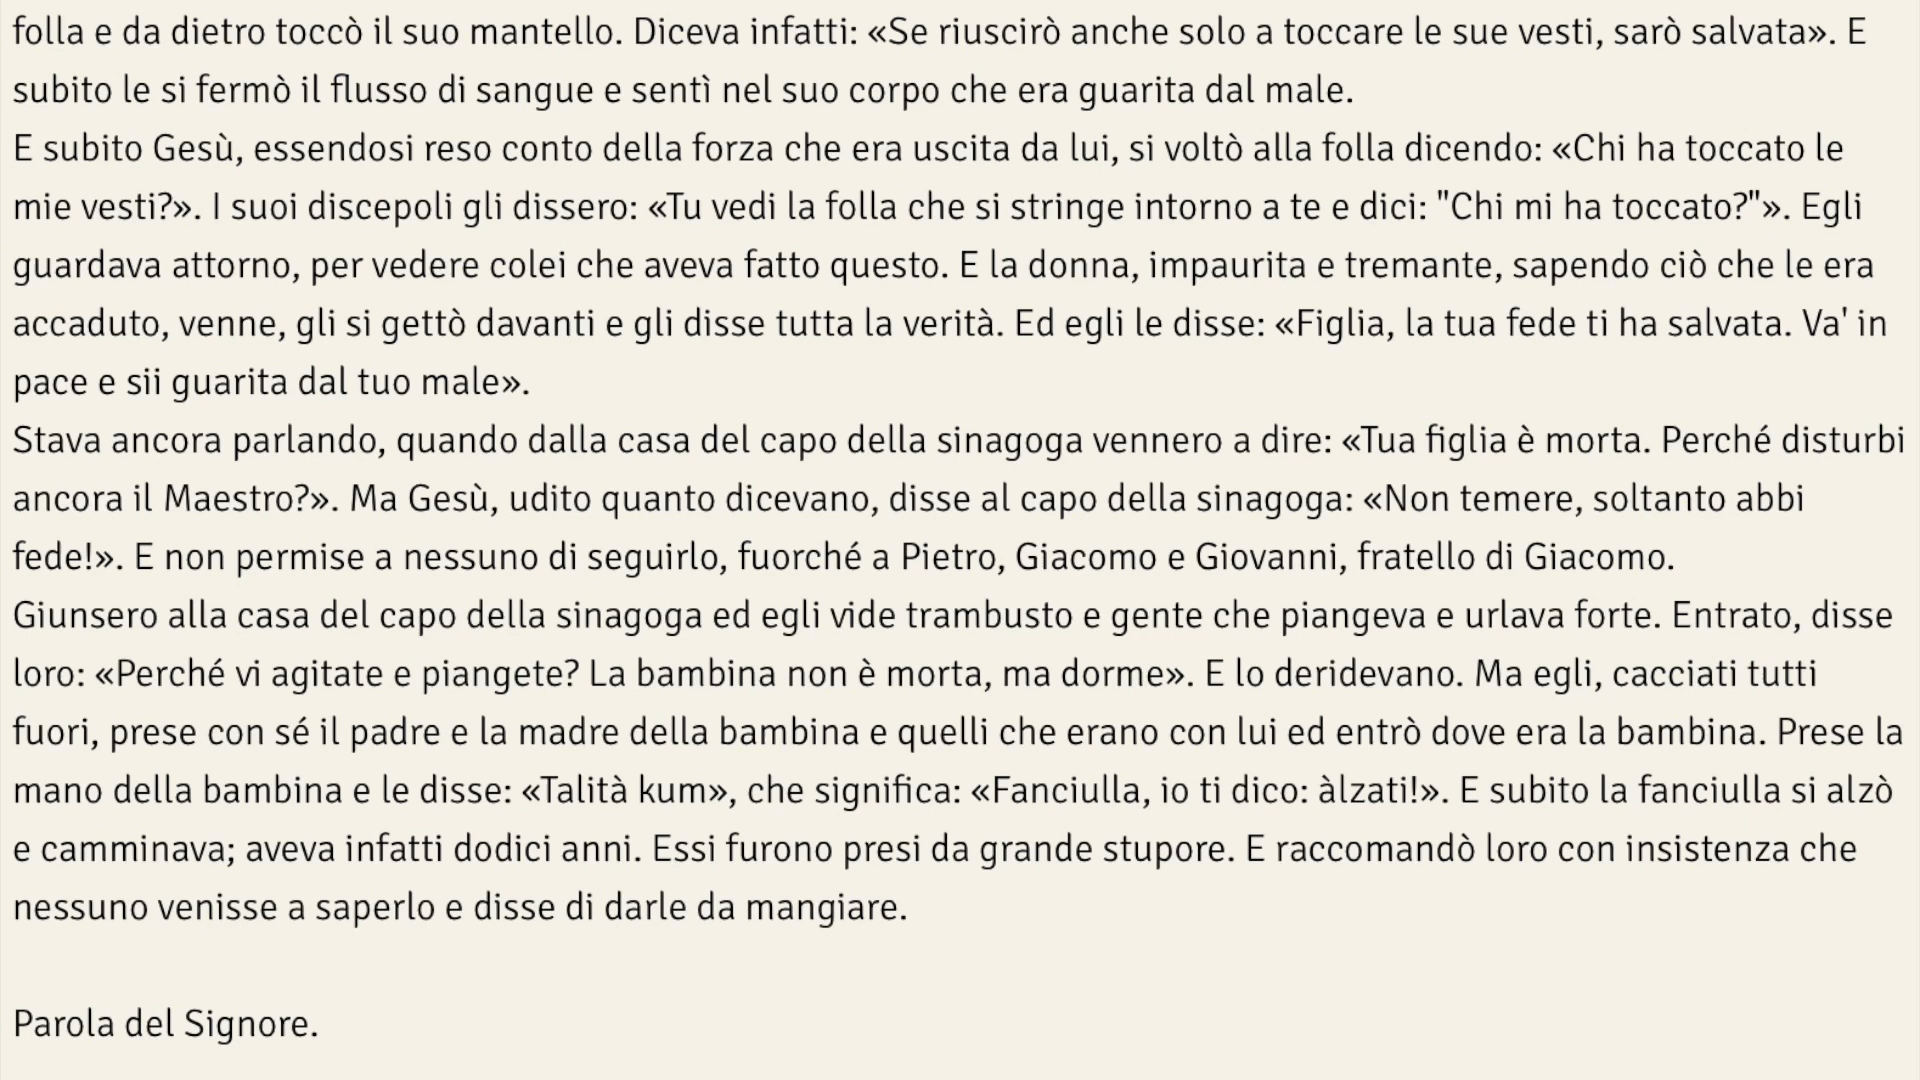 folla e da dietro toccò il suo mantello. Diceva infatti: «Se riuscirò anche solo a toccare le sue vesti, sarò salvata». E
subito le si fermò il flusso di sangue e sentì nel suo corpo che era guarita dal male.
E subito Gesù, essendosi reso conto della forza che era uscita da lui, si voltò alla folla dicendo: «Chi ha toccato le
mie vesti?». I suoi discepoli gli dissero: «Tu vedi la folla che si stringe intorno a te e dici: "Chi mi ha toccato?"». Egli
guardava attorno, per vedere colei che aveva fatto questo. E la donna, impaurita e tremante, sapendo ciò che le era
accaduto, venne, gli si gettò davanti e gli disse tutta la verità. Ed egli le disse: «Figlia, la tua fede ti ha salvata. Va' in
pace e sii guarita dal tuo male».
Stava ancora parlando, quando dalla casa del capo della sinagoga vennero a dire: «Tua figlia è morta. Perché disturbi
ancora il Maestro?». Ma Gesù, udito quanto dicevano, disse al capo della sinagoga: «Non temere, soltanto abbi
fede!». E non permise a nessuno di seguirlo, fuorché a Pietro, Giacomo e Giovanni, fratello di Giacomo.
Giunsero alla casa del capo della sinagoga ed egli vide trambusto e gente che piangeva e urlava forte. Entrato, disse
loro: «Perché vi agitate e piangete? La bambina non è morta, ma dorme». E lo deridevano. Ma egli, cacciati tutti
fuori, prese con sé il padre e la madre della bambina e quelli che erano con lui ed entrò dove era la bambina. Prese la
mano della bambina e le disse: «Talità kum», che significa: «Fanciulla, io ti dico: àlzati!». E subito la fanciulla si alzò
e camminava; aveva infatti dodici anni. Essi furono presi da grande stupore. E raccomandò loro con insistenza che
nessuno venisse a saperlo e disse di darle da mangiare.
Parola del Signore.